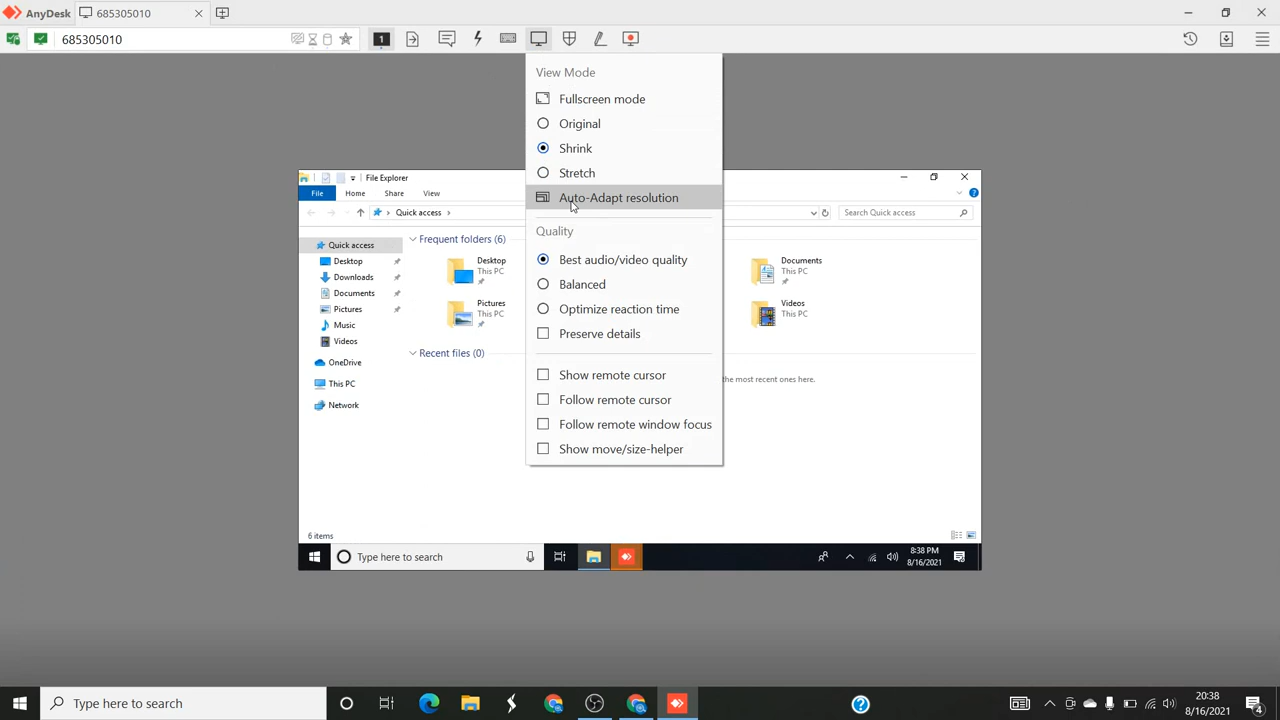 AnyDesk
685305010
685305010
1
View Mode
Fullscreen mode
Original
Shrink
Stretch
Auto-Adapt resolution
Quality
Best audio/video quality
Balanced
Optimize reaction time
Preserve details
Show remote cursor
Follow remote cursor
Follow remote window focus
Show move/size-helper
File Explorer
File
Home
Share
View
Quick access
Search Quick access
Quick access
Desktop
Downloads
Documents
Pictures
Music
Videos
OneDrive
This PC
Network
Frequent folders (6)
Desktop
This PC
Documents
This PC
Pictures
This PC
Videos
This PC
Recent files (0)
the most recent ones here.
6 items
Type here to search
8:38 PM
8/16/2021
Type here to search
20:38
8/16/2021
4